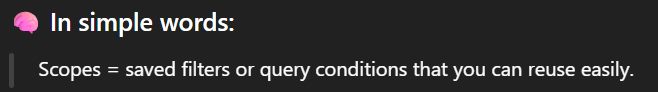 🧠 In simple words:
Scopes = saved filters or query conditions that you can reuse easily.